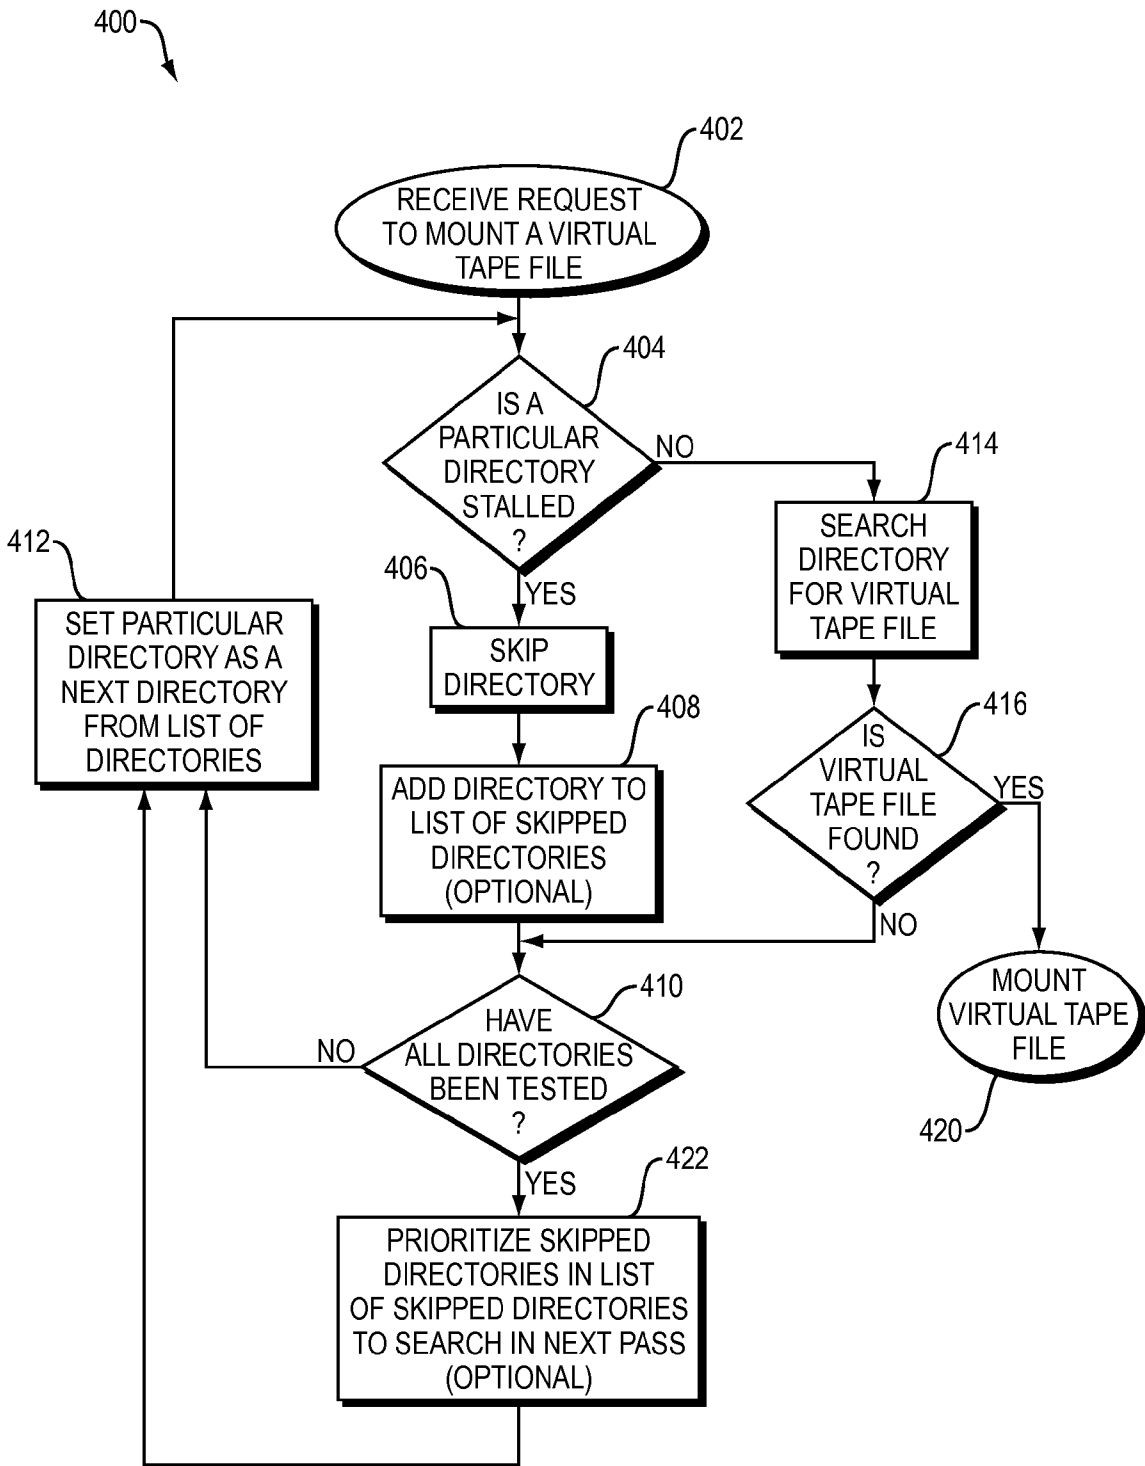 400
402
RECEIVE REQUEST
TO MOUNT A VIRTUAL
TAPE FILE
404
IS A
PARTICULAR
DIRECTORY
STALLED
?
NO
YES
414
SEARCH
DIRECTORY
FOR VIRTUAL
TAPE FILE
412
SET PARTICULAR
DIRECTORY AS A
NEXT DIRECTORY
FROM LIST OF
DIRECTORIES
406
SKIP
DIRECTORY
408
ADD DIRECTORY TO
LIST OF SKIPPED
DIRECTORIES
(OPTIONAL)
416
IS
VIRTUAL
TAPE FILE
FOUND
?
YES
NO
410
HAVE
ALL DIRECTORIES
BEEN TESTED
?
NO
YES
MOUNT
VIRTUAL TAPE
FILE
420
422
PRIORITIZE SKIPPED
DIRECTORIES IN LIST
OF SKIPPED DIRECTORIES
TO SEARCH IN NEXT PASS
(OPTIONAL)